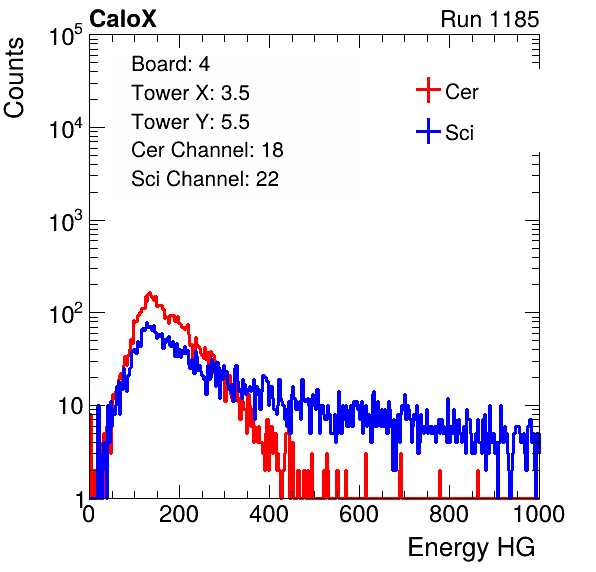 CaloX Run 1185
Counts
10^5
10^4
10^3
10^2
10
1
Board: 4
Tower X: 3.5
Tower Y: 5.5
Cer Channel: 18
Sci Channel: 22
Cer
Sci
0 200 400 600 800 1000
Energy HG